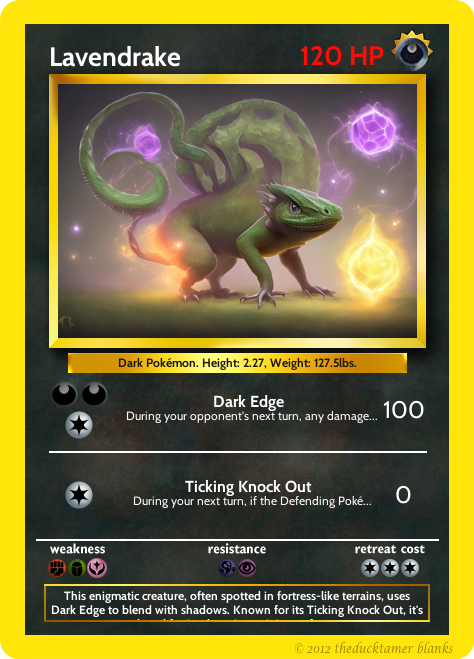 Lavendrake 120 HP
Dark Pokémon. Height: 2.27, Weight: 127.5lbs.
Dark Edge
During your opponent's next turn, any damage... 100
Ticking Knock Out
During your next turn, if the Defending Poké... 0
weakness resistance retreat cost
This enigmatic creature, often spotted in fortress-like terrains, uses
Dark Edge to blend with shadows. Known for its Ticking Knock Out, it's
© 2012 theducktamer blanks